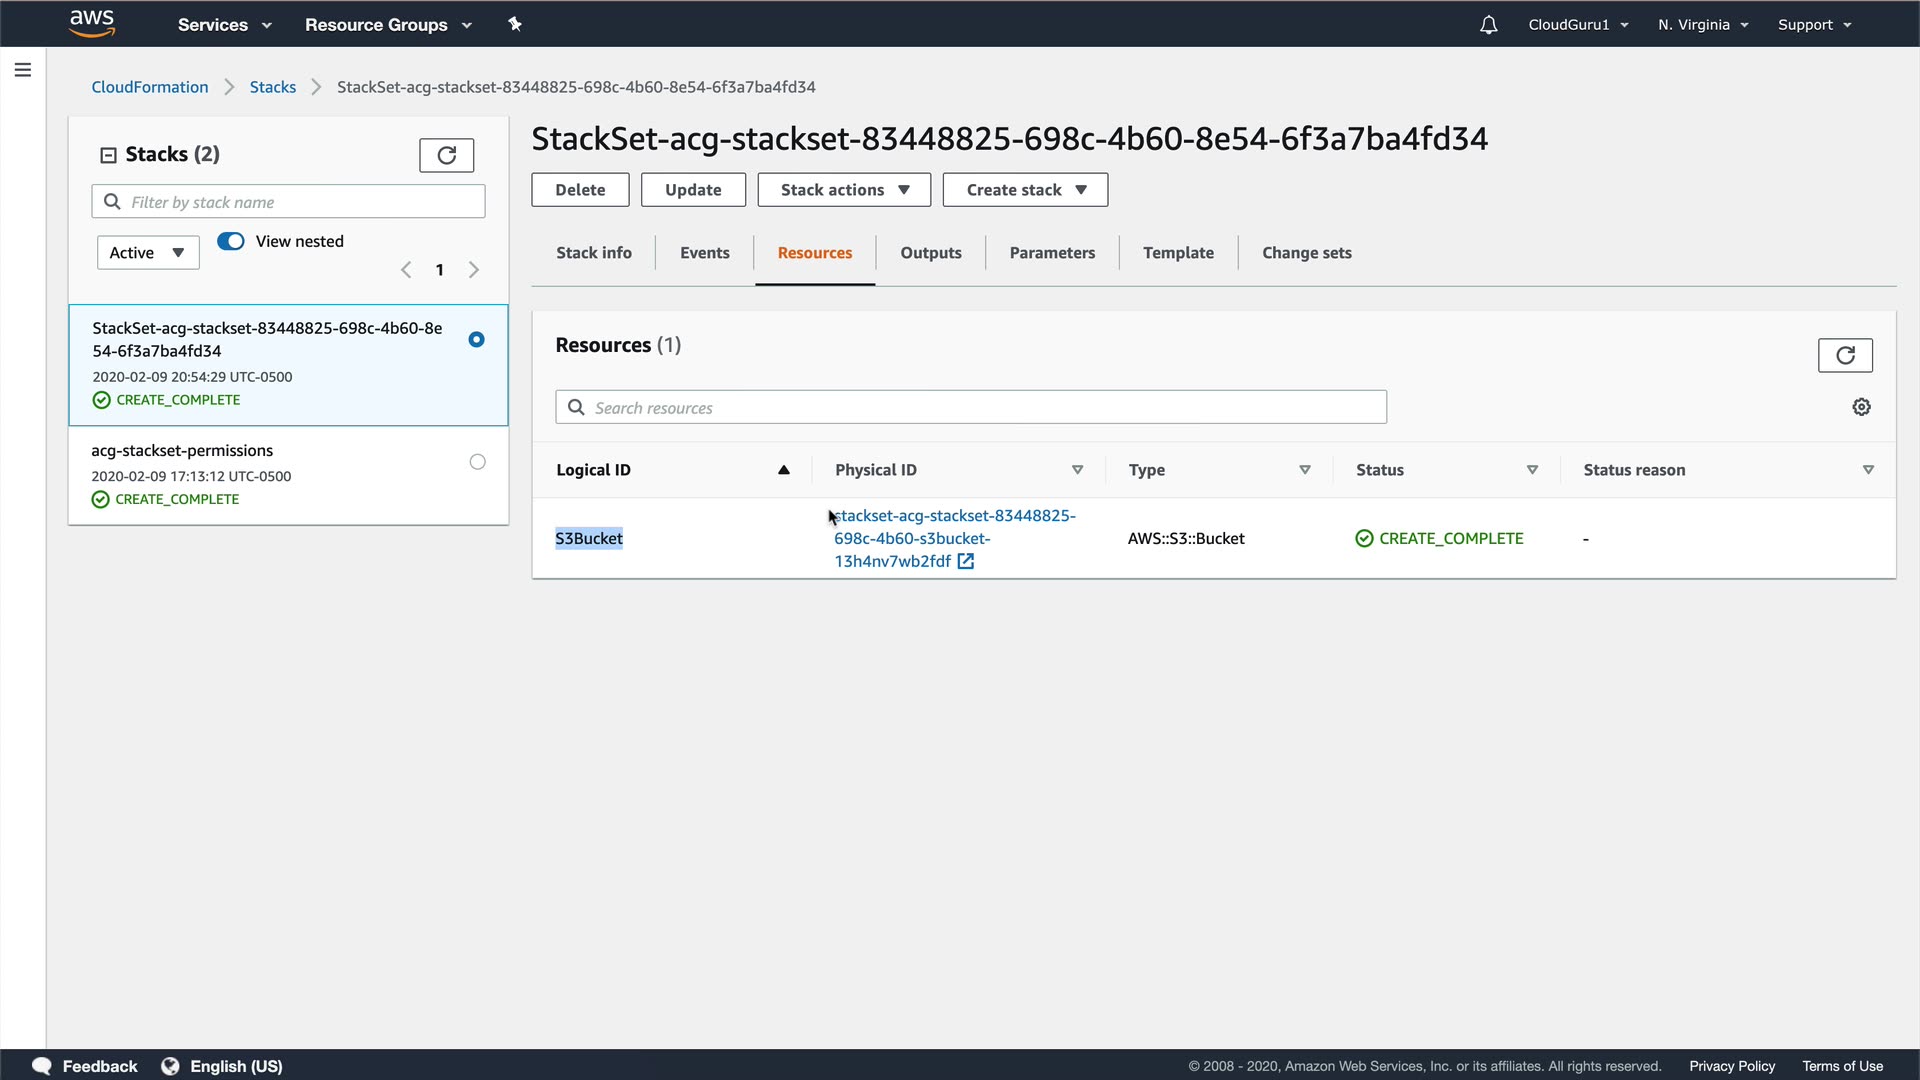 aws
Services
Resource Groups
CloudGuru1
N. Virginia
Support
CloudFormation
Stacks
StackSet-acg-stackset-83448825-698c-4b60-8e54-6f3a7ba4fd34
Stacks (2)
Filter by stack name
Active
View nested
1
StackSet-acg-stackset-83448825-698c-4b60-8e
54-6f3a7ba4fd34
2020-02-09 20:54:29 UTC-0500
CREATE_COMPLETE
acg-stackset-permissions
2020-02-09 17:13:12 UTC-0500
CREATE_COMPLETE
StackSet-acg-stackset-83448825-698c-4b60-8e54-6f3a7ba4fd34
Delete
Update
Stack actions
Create stack
Stack info
Events
Resources
Outputs
Parameters
Template
Change sets
Resources (1)
Search resources
Logical ID
Physical ID
Type
Status
Status reason
S3Bucket
stackset-acg-stackset-83448825-
698c-4b60-s3bucket-
13h4nv7wb2fdf
AWS::S3::Bucket
CREATE_COMPLETE
-
Feedback
English (US)
© 2008 - 2020, Amazon Web Services, Inc. or its affiliates. All rights reserved.
Privacy Policy
Terms of Use